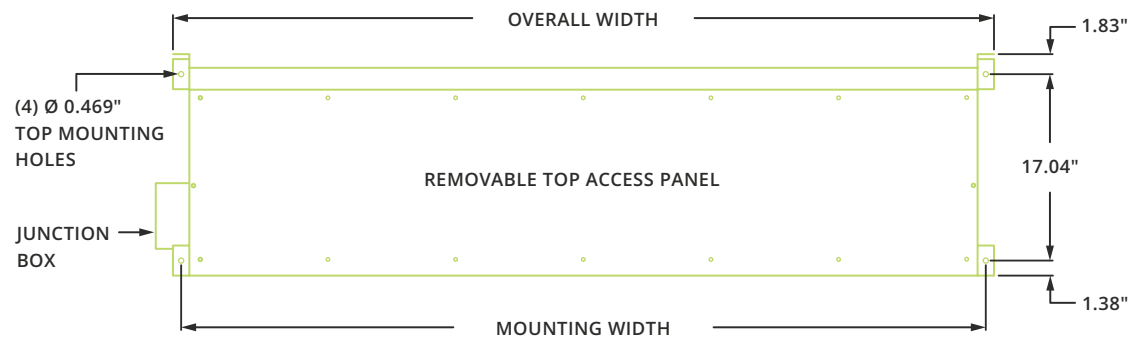 OVERALL WIDTH
1.83"
(4) Ø 0.469"
TOP MOUNTING
HOLES
17.04"
REMOVABLE TOP ACCESS PANEL
JUNCTION
BOX
1.38"
MOUNTING WIDTH